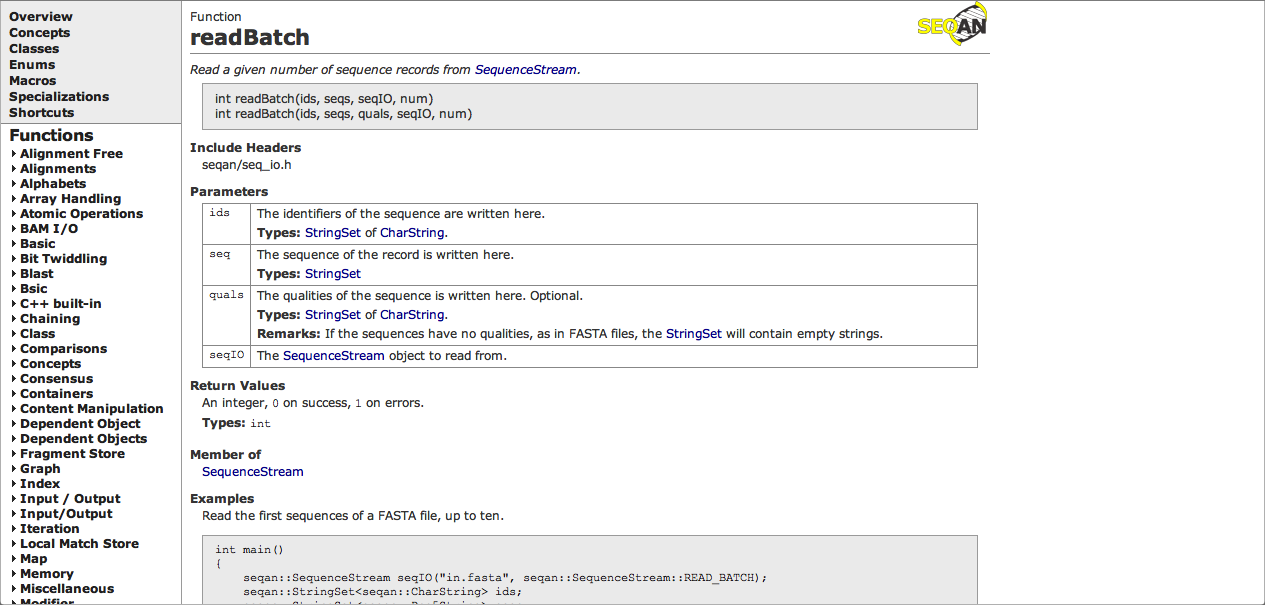 Overview
Concepts
Classes
Enums
Macros
Specializations
Shortcuts
Functions
Alignment Free
Alignments
Alphabets
Array Handling
Atomic Operations
BAM I/O
Basic
Bit Twiddling
Blast
Bsic
C++ built-in
Chaining
Class
Comparisons
Concepts
Consensus
Containers
Content Manipulation
Dependent Object
Dependent Objects
Fragment Store
Graph
Index
Input / Output
Input/Output
Iteration
Local Match Store
Map
Memory
Miscellaneous
Modifier
Function
SEQAN
readBatch
Read a given number of sequence records from SequenceStream.
int readBatch(ids, seqs, seqIO, num)
int readBatch(ids, seqs, quals, seqIO, num)
Include Headers
seqan/seq_io.h
Parameters
ids The identifiers of the sequence are written here.
Types: StringSet of CharString.
seq The sequence of the record is written here.
Types: StringSet
quals The qualities of the sequence is written here. Optional.
Types: StringSet of CharString.
Remarks: If the sequences have no qualities, as in FASTA files, the StringSet will contain empty strings.
seqIO The SequenceStream object to read from.
Return Values
An integer, 0 on success, 1 on errors.
Types: int
Member of
SequenceStream
Examples
Read the first sequences of a FASTA file, up to ten.
int main()
{
seqan::SequenceStream seqIO("in.fasta", seqan::SequenceStream::READ_BATCH);
seqan::StringSet<seqan::CharString> ids;